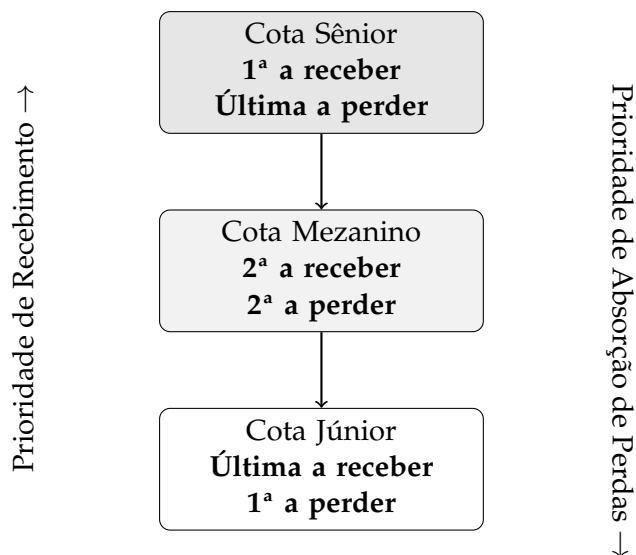 Prioridade de Recebimento →
Cota Sênior
1ª a receber
Última a perder
Cota Mezanino
2ª a receber
2ª a perder
Cota Júnior
Última a receber
1ª a perder
Prioridade de Absorção de Perdas →